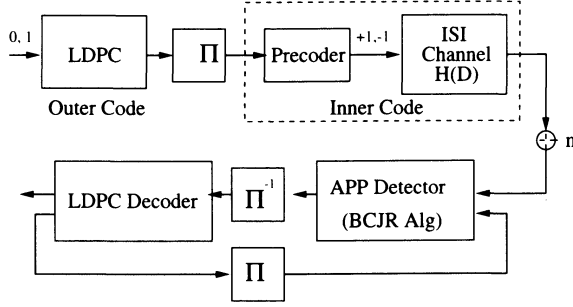 0, 1
LDPC
Π
Precoder
+1,-1
ISI
Channel
H(D)
Outer Code
Inner Code
n
LDPC Decoder
Π⁻¹
APP Detector
(BCJR Alg)
Π